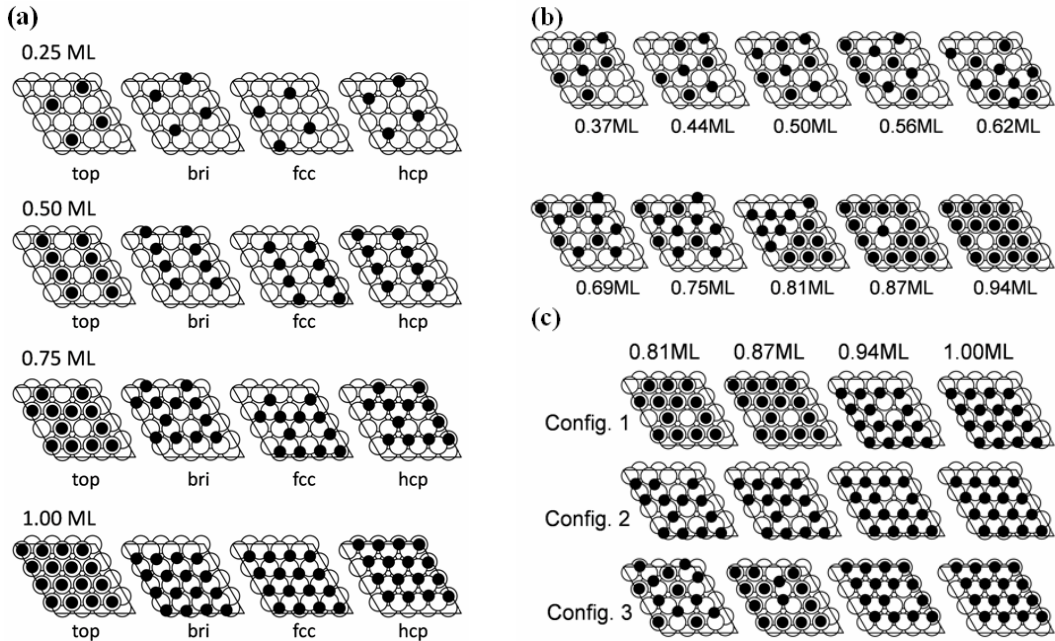 (a)
0.25 ML
top bri fcc hcp
0.50 ML
top bri fcc hcp
0.75 ML
top bri fcc hcp
1.00 ML
top bri fcc hcp
(b)
0.37ML 0.44ML 0.50ML 0.56ML 0.62ML
0.69ML 0.75ML 0.81ML 0.87ML 0.94ML
(c)
0.81ML 0.87ML 0.94ML 1.00ML
Config. 1
Config. 2
Config. 3